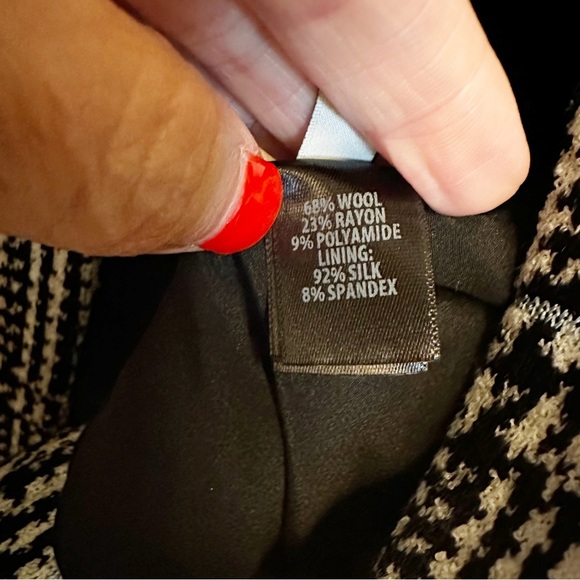 68% WOOL
23% RAYON
9% POLYAMIDE
LINING:
92% SILK
8% SPANDEX